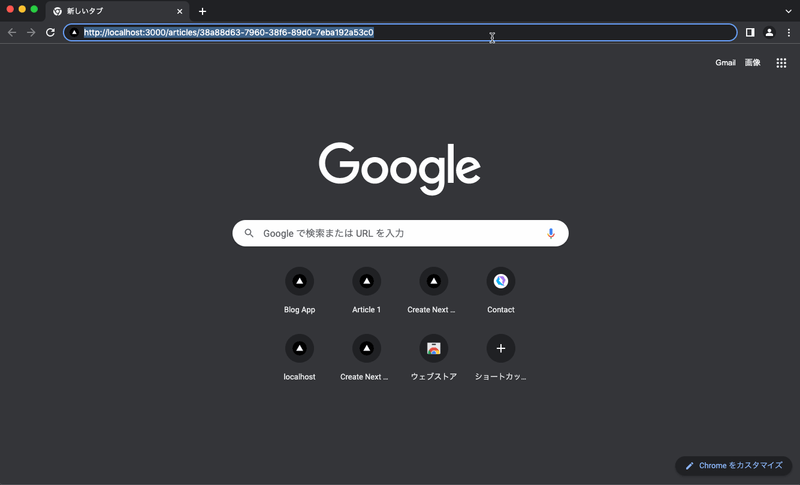 新しいタブ
http://localhost:3000/articles/38a88d63-7960-38f6-89d0-7eba192a53c0
Gmail 画像
Google
Google で検索または URL を入力
Blog App Article 1 Create Next ... Contact
localhost Create Next ... ウェブストア ショートカッ...
Chrome をカスタマイズ